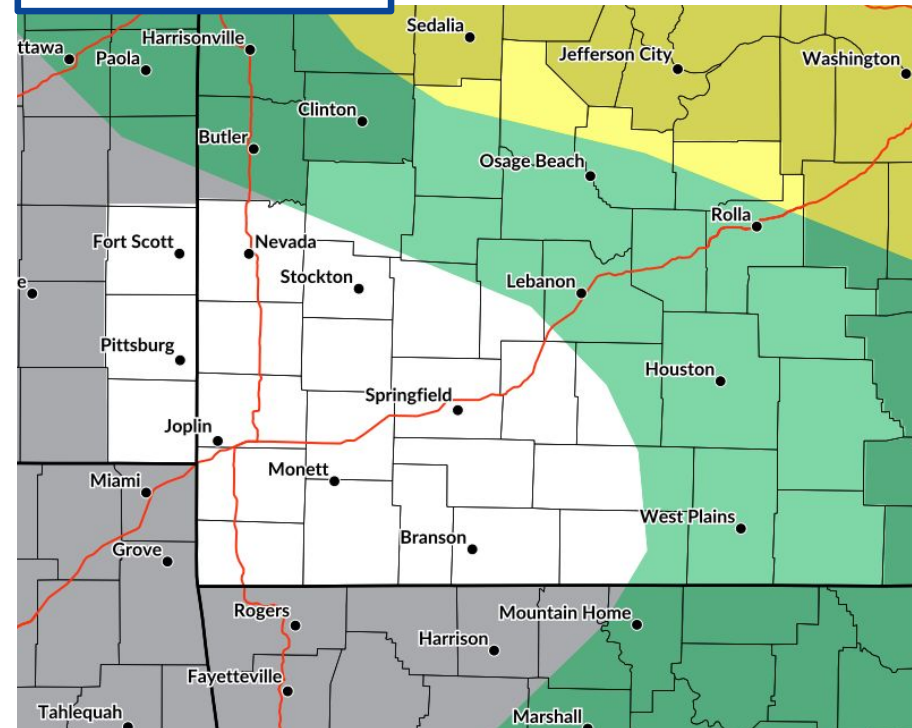 Sedalia
Harrisonville
ttawa
Paola
Jefferson City
Washington
Clinton
Butler
Osage Beach
Rolla
Fort Scott
Nevada
Stockton
Lebanon
e
Pittsburg
Houston
Springfield
Joplin
Monett
Miami
West Plains
Branson
Grove
Rogers
Mountain Home
Harrison
Fayetteville
Tahlequah
Marshall